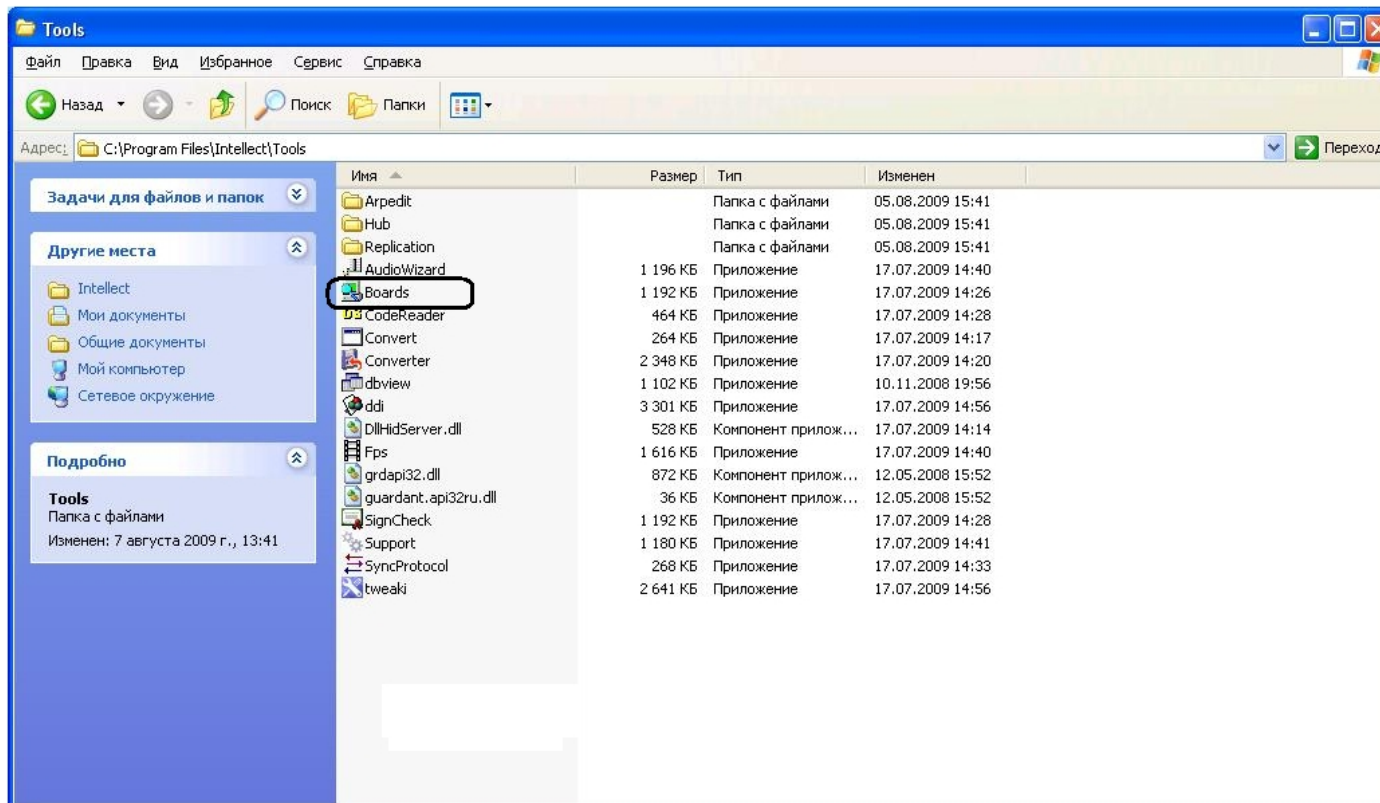 Tools
Файл Правка Вид Избранное Сервис Справка
Назад Поиск Папки
Адрес: C:\Program Files\Intellect\Tools Переход
Имя Размер Тип Изменен
Задачи для файлов и папок
Другие места
Intellect
Мои документы
Общие документы
Мой компьютер
Сетевое окружение
Подробно
Tools
Папка с файлами
Изменен: 7 августа 2009 г., 13:41
Arpedit Папка с файлами 05.08.2009 15:41
Hub Папка с файлами 05.08.2009 15:41
Replication Папка с файлами 05.08.2009 15:41
AudioWizard 1 196 КБ Приложение 17.07.2009 14:40
Boards 1 192 КБ Приложение 17.07.2009 14:26
CodeReader 464 КБ Приложение 17.07.2009 14:28
Convert 264 КБ Приложение 17.07.2009 14:17
Converter 2 348 КБ Приложение 17.07.2009 14:20
dbview 1 102 КБ Приложение 10.11.2008 19:56
ddi 3 301 КБ Приложение 17.07.2009 14:56
DllHidServer.dll 528 КБ Компонент прилож... 17.07.2009 14:14
Fps 1 616 КБ Приложение 17.07.2009 14:40
grdapi32.dll 872 КБ Компонент прилож... 12.05.2008 15:52
guardant.api32ru.dll 36 КБ Компонент прилож... 12.05.2008 15:52
SignCheck 1 192 КБ Приложение 17.07.2009 14:28
Support 1 180 КБ Приложение 17.07.2009 14:41
SyncProtocol 268 КБ Приложение 17.07.2009 14:33
tweaki 2 641 КБ Приложение 17.07.2009 14:56